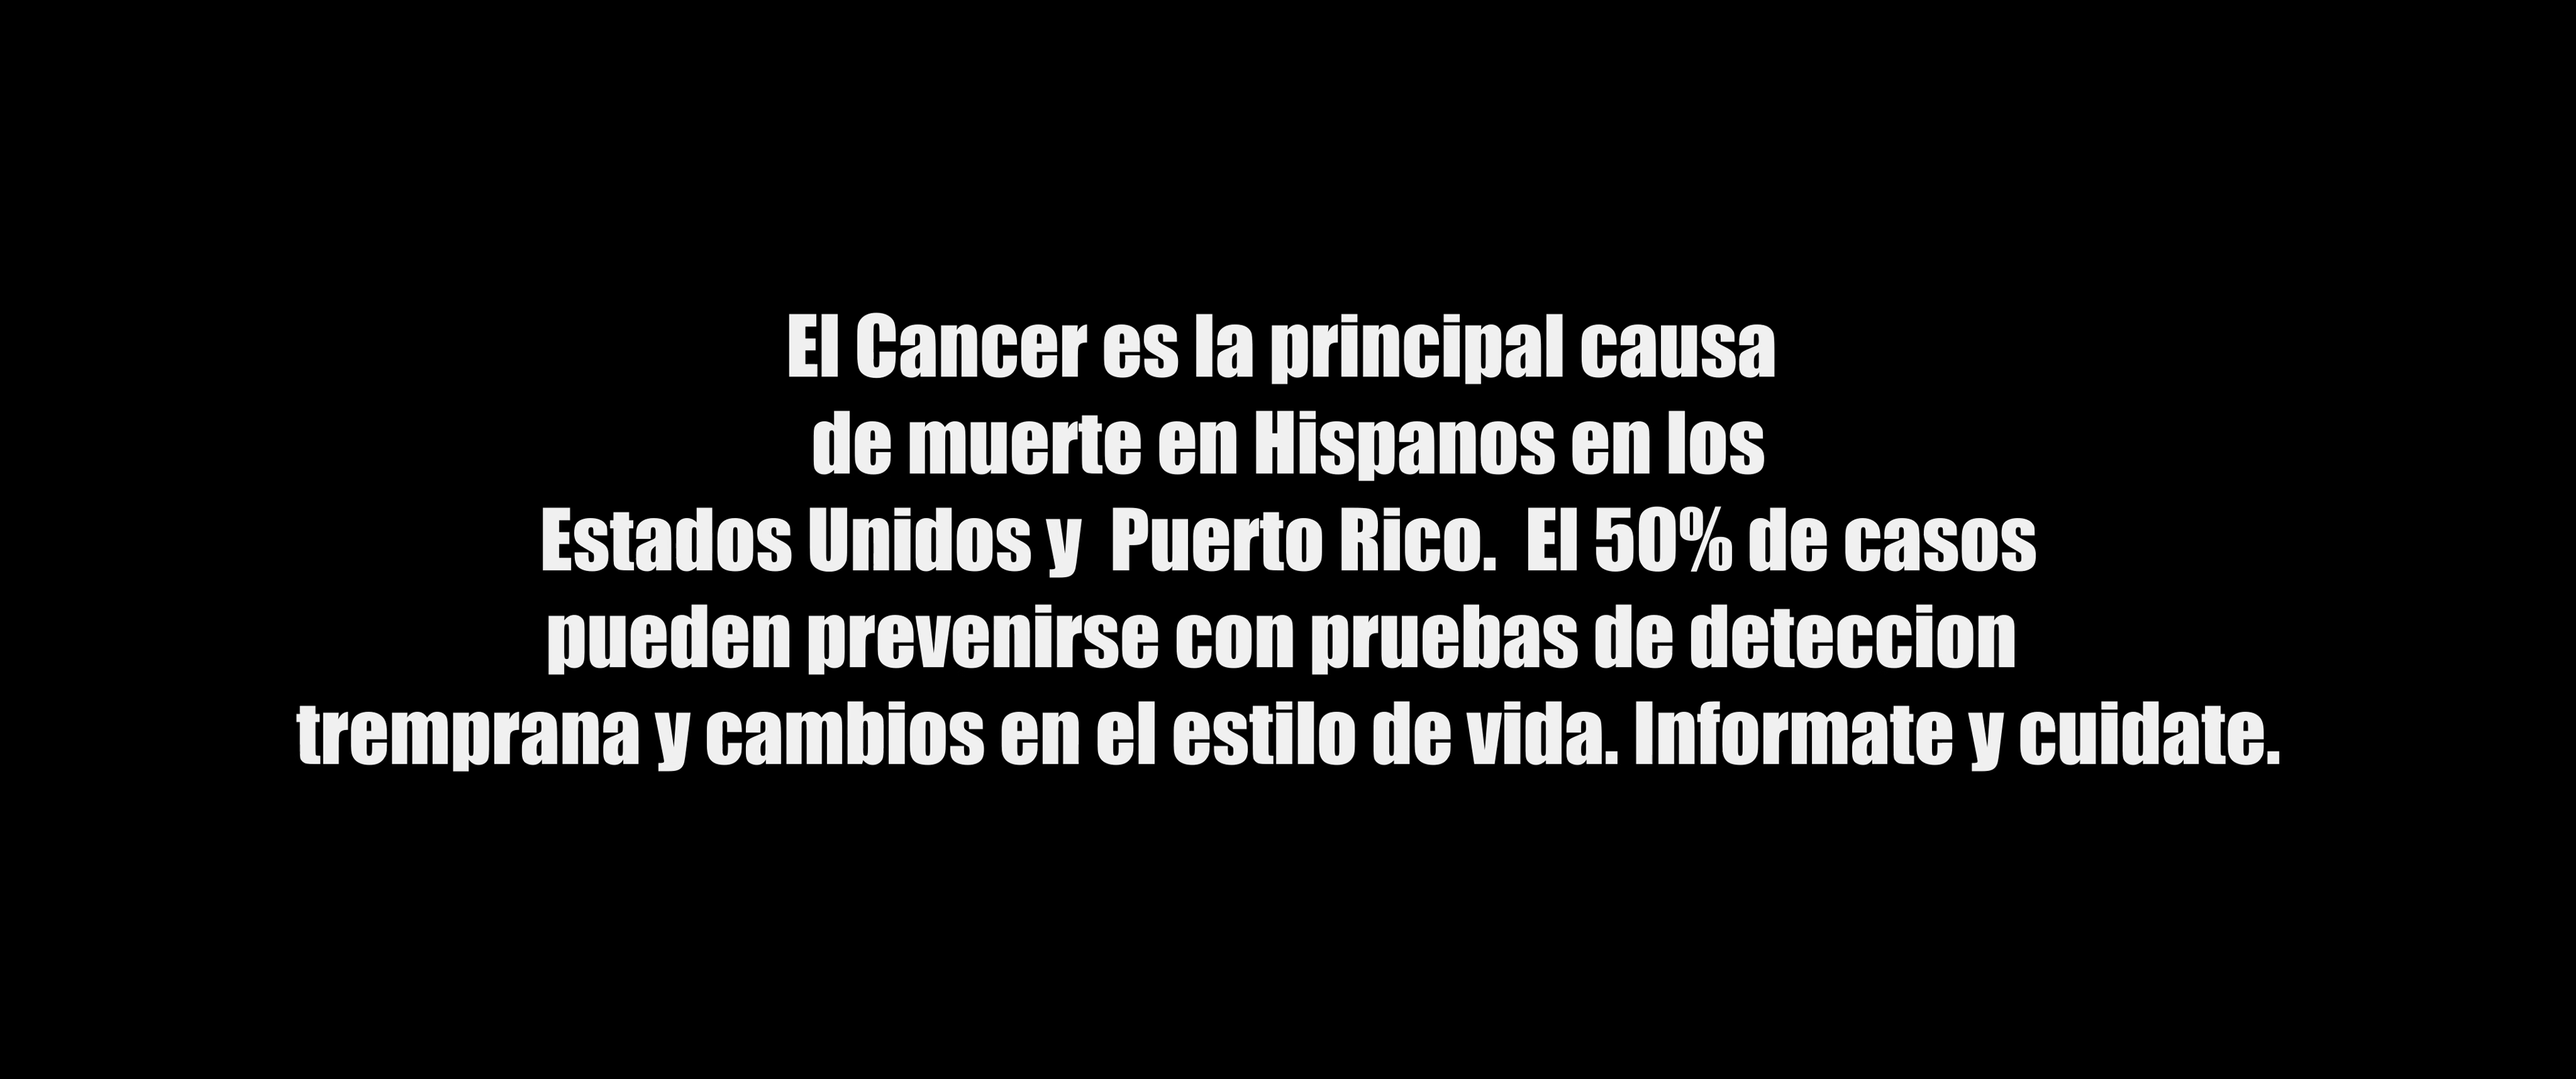 El Cancer es la principal causa
de muerte en Hispanos en los
Estados Unidos y  Puerto Rico.  El 50% de casos
pueden prevenirse con pruebas de deteccion
tremprana y cambios en el estilo de vida. Informate y cuidate.